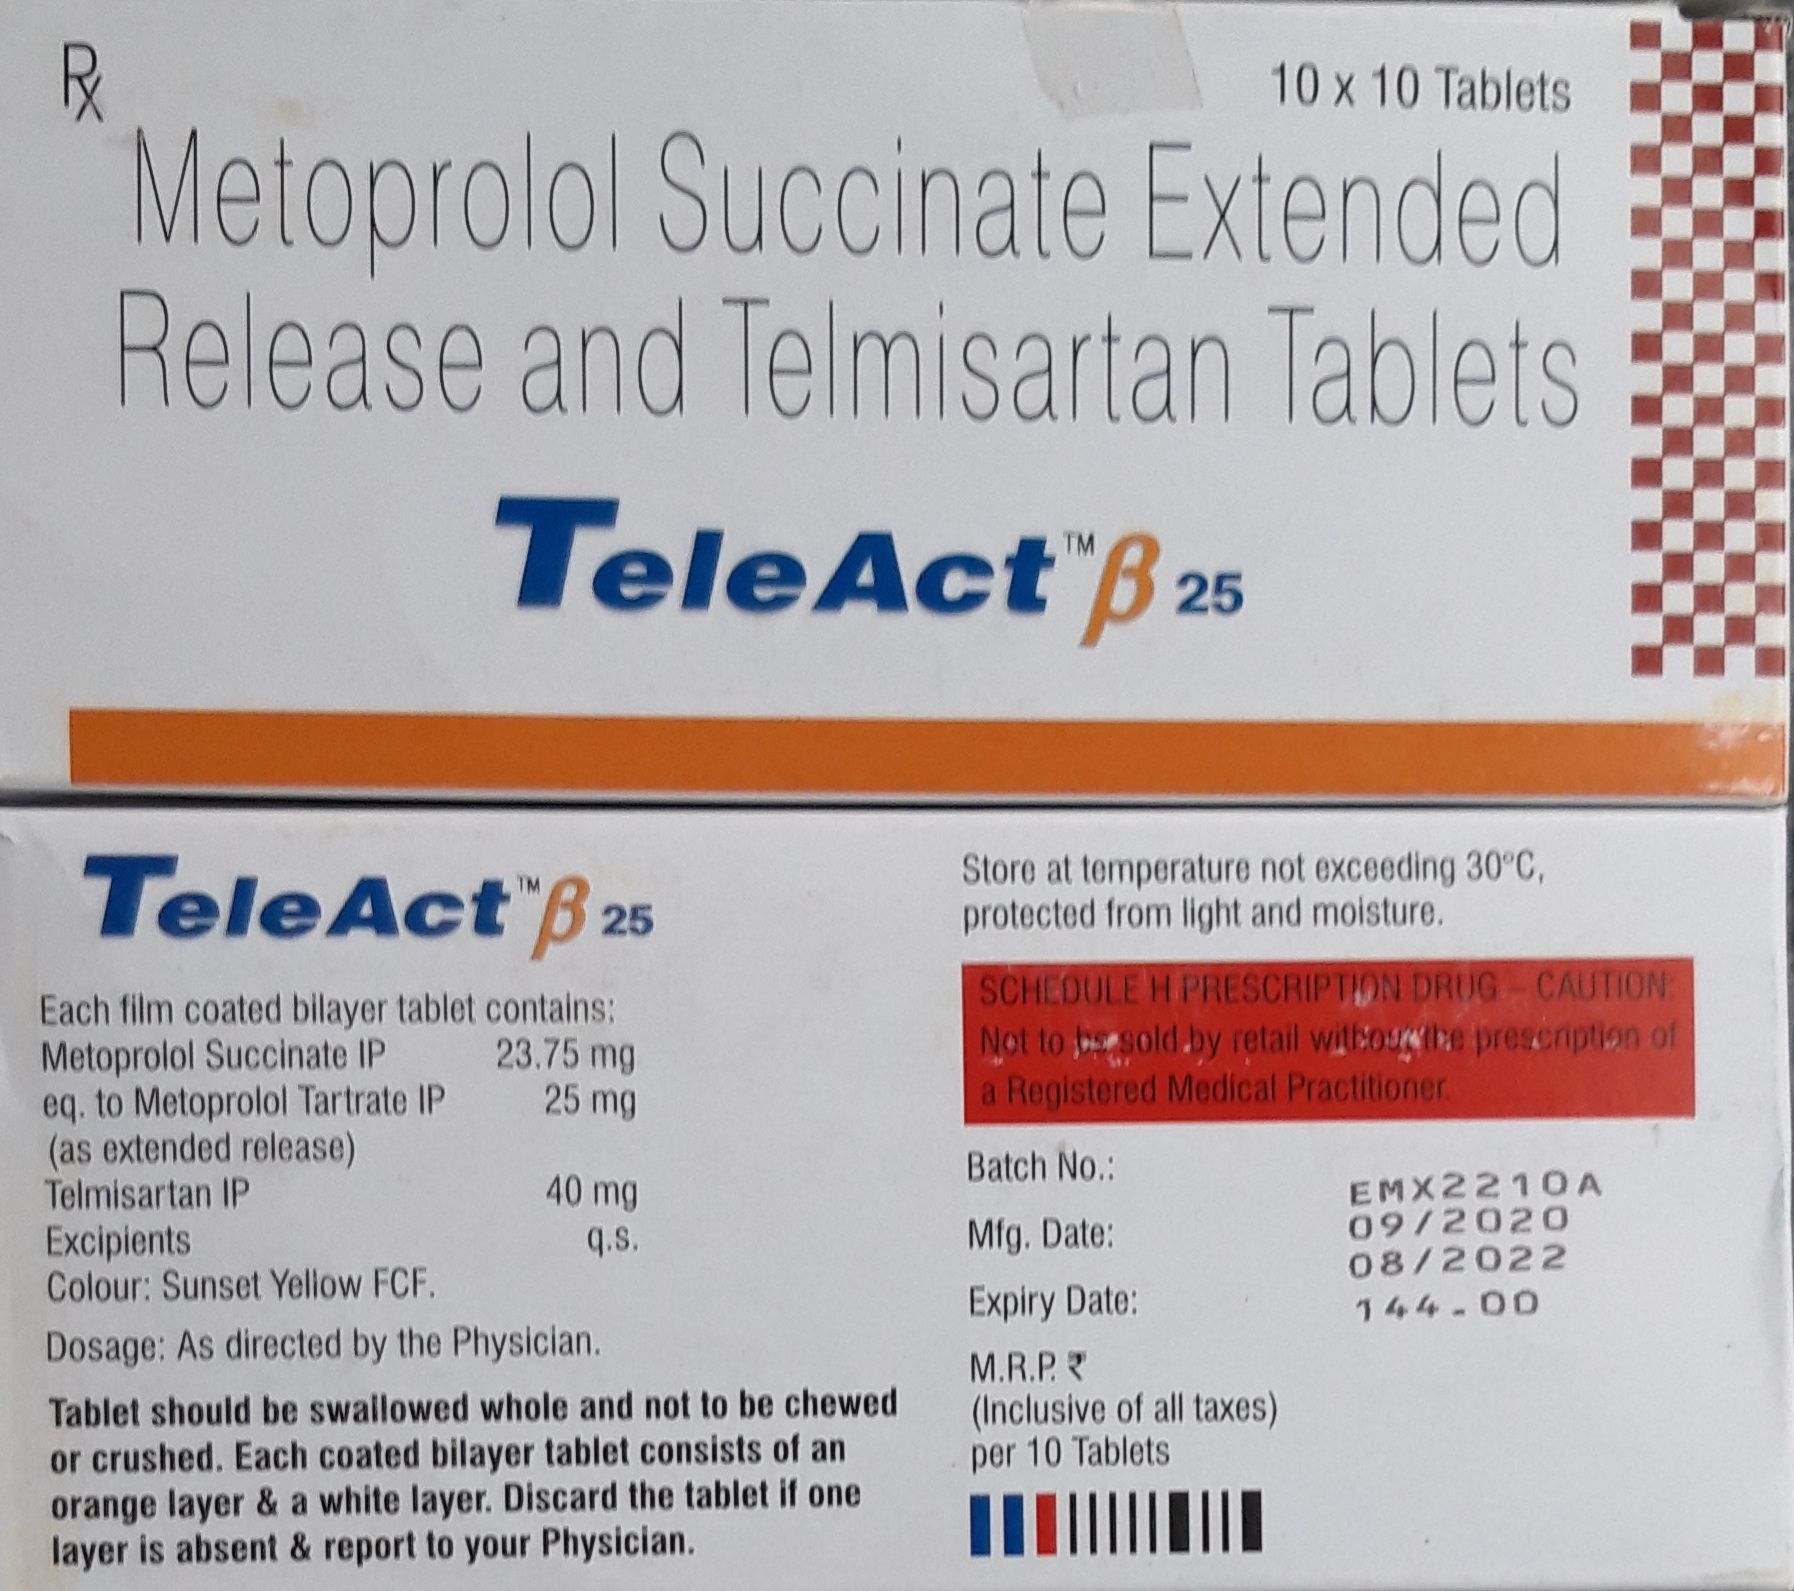 Rx
10 x 10 Tablets
Metoprolol Succinate Extended
Release and Telmisartan Tablets
TeleAct™ β 25
TeleAct™ β 25
Each film coated bilayer tablet contains:
Metoprolol Succinate IP 23.75 mg
eq. to Metoprolol Tartrate IP 25 mg
(as extended release)
Telmisartan IP 40 mg
Excipients q.s.
Colour: Sunset Yellow FCF.
Dosage: As directed by the Physician.
Tablet should be swallowed whole and not to be chewed
or crushed. Each coated bilayer tablet consists of an
orange layer & a white layer. Discard the tablet if one
layer is absent & report to your Physician.
Store at temperature not exceeding 30°C,
protected from light and moisture.
SCHEDULE H PRESCRIPTION DRUG – CAUTION:
Not to be sold by retail without the prescription of
a Registered Medical Practitioner.
Batch No.: EMX2210A
Mfg. Date: 09/2020
Expiry Date: 08/2022
M.R.P. ₹ 144.00
(Inclusive of all taxes)
per 10 Tablets